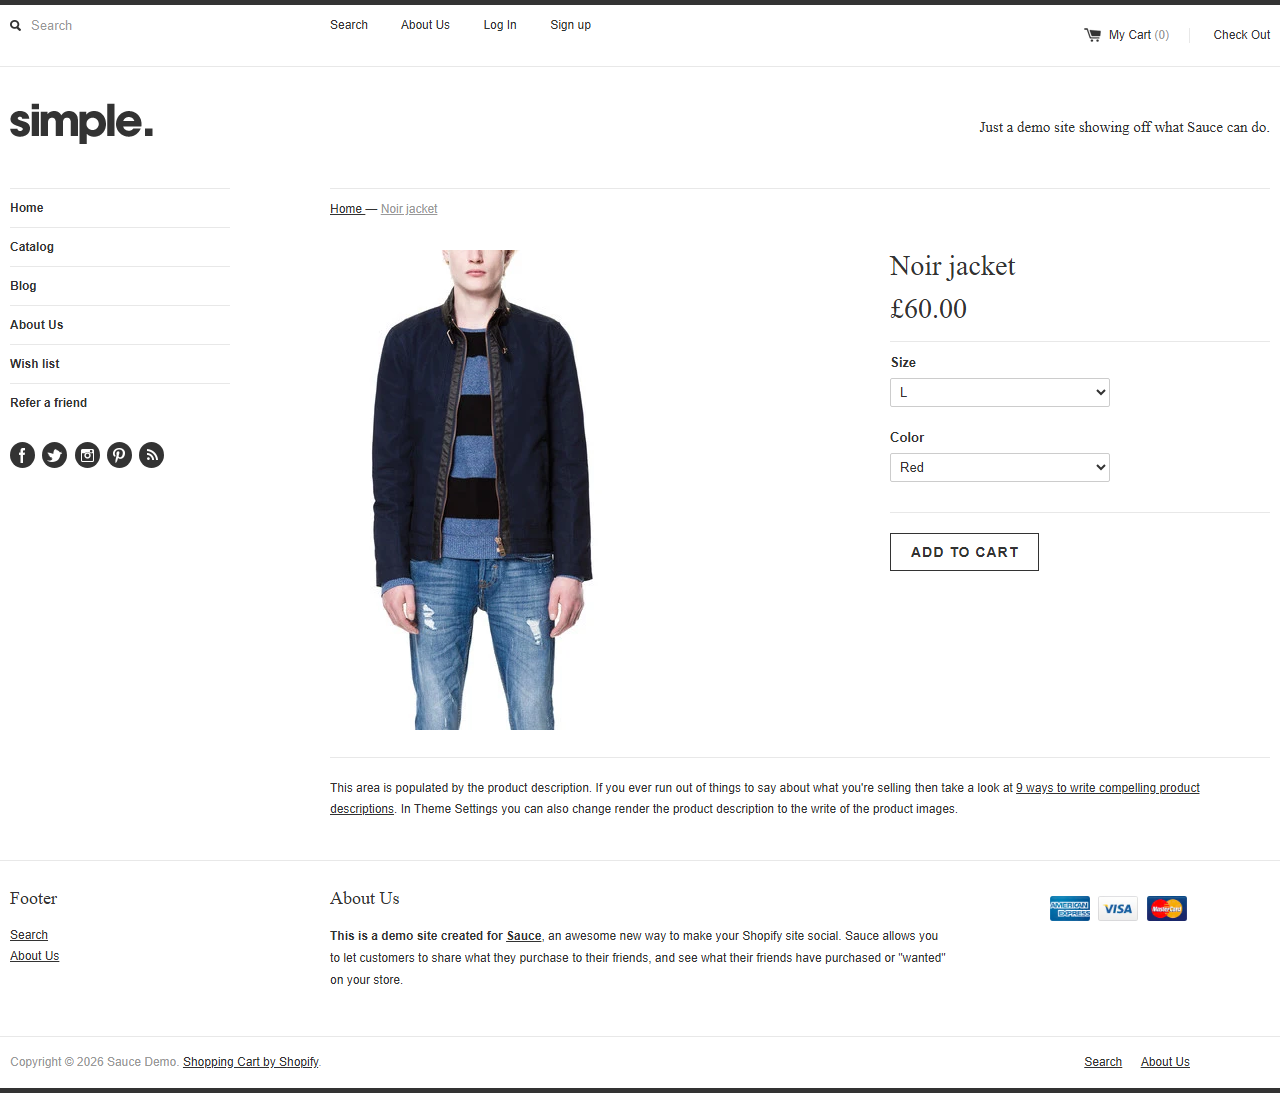 Search
Search About Us Log In Sign up
My Cart (0) Check Out
simple.
Just a demo site showing off what Sauce can do.
Home
Catalog
Blog
About Us
Wish list
Refer a friend
Home — Noir jacket
Noir jacket
£60.00
Size
L
Color
Red
ADD TO CART
This area is populated by the product description. If you ever run out of things to say about what you're selling then take a look at 9 ways to write compelling product
descriptions. In Theme Settings you can also change render the product description to the write of the product images.
Footer
Search
About Us
About Us
This is a demo site created for Sauce, an awesome new way to make your Shopify site social. Sauce allows you
to let customers to share what they purchase to their friends, and see what their friends have purchased or "wanted"
on your store.
AMERICAN EXPRESS
VISA
MasterCard
Copyright © 2026 Sauce Demo. Shopping Cart by Shopify.
Search About Us